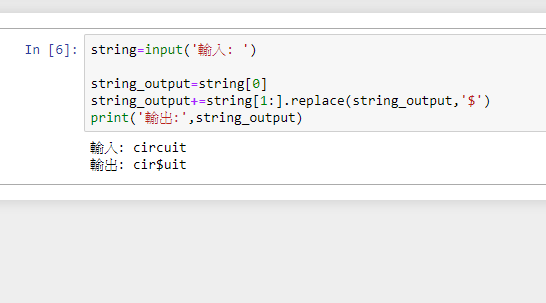 In [6]: string=input('輸入: ')
string_output=string[0]
string_output+=string[1:].replace(string_output,'$')
print('輸出:',string_output)
輸入: circuit
輸出: cir$uit